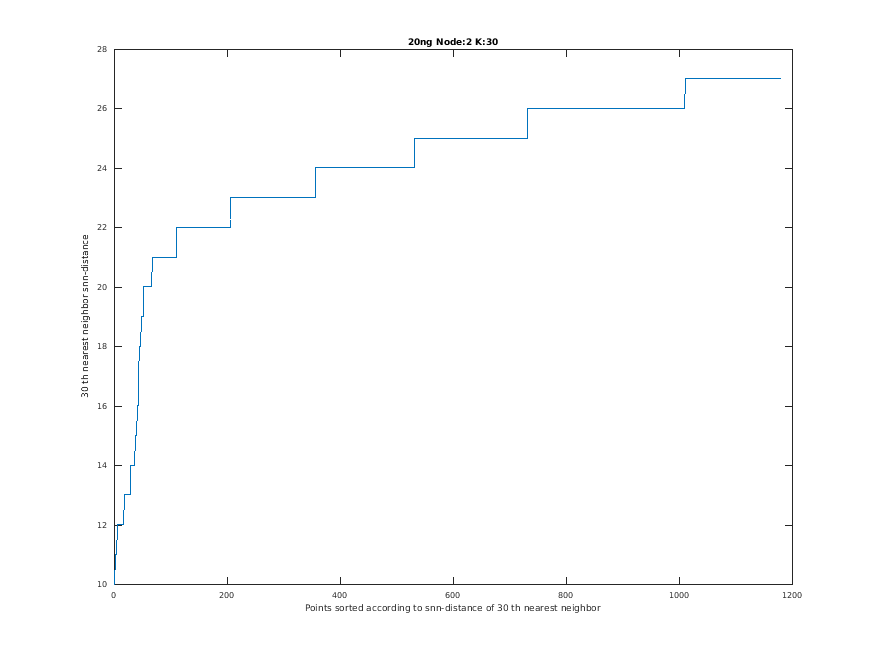 20ng Node:2 K:30
28
26
24
22
20
18
16
14
12
10
30 th nearest neighbor snn-distance
0 200 400 600 800 1000 1200
Points sorted according to snn-distance of 30 th nearest neighbor